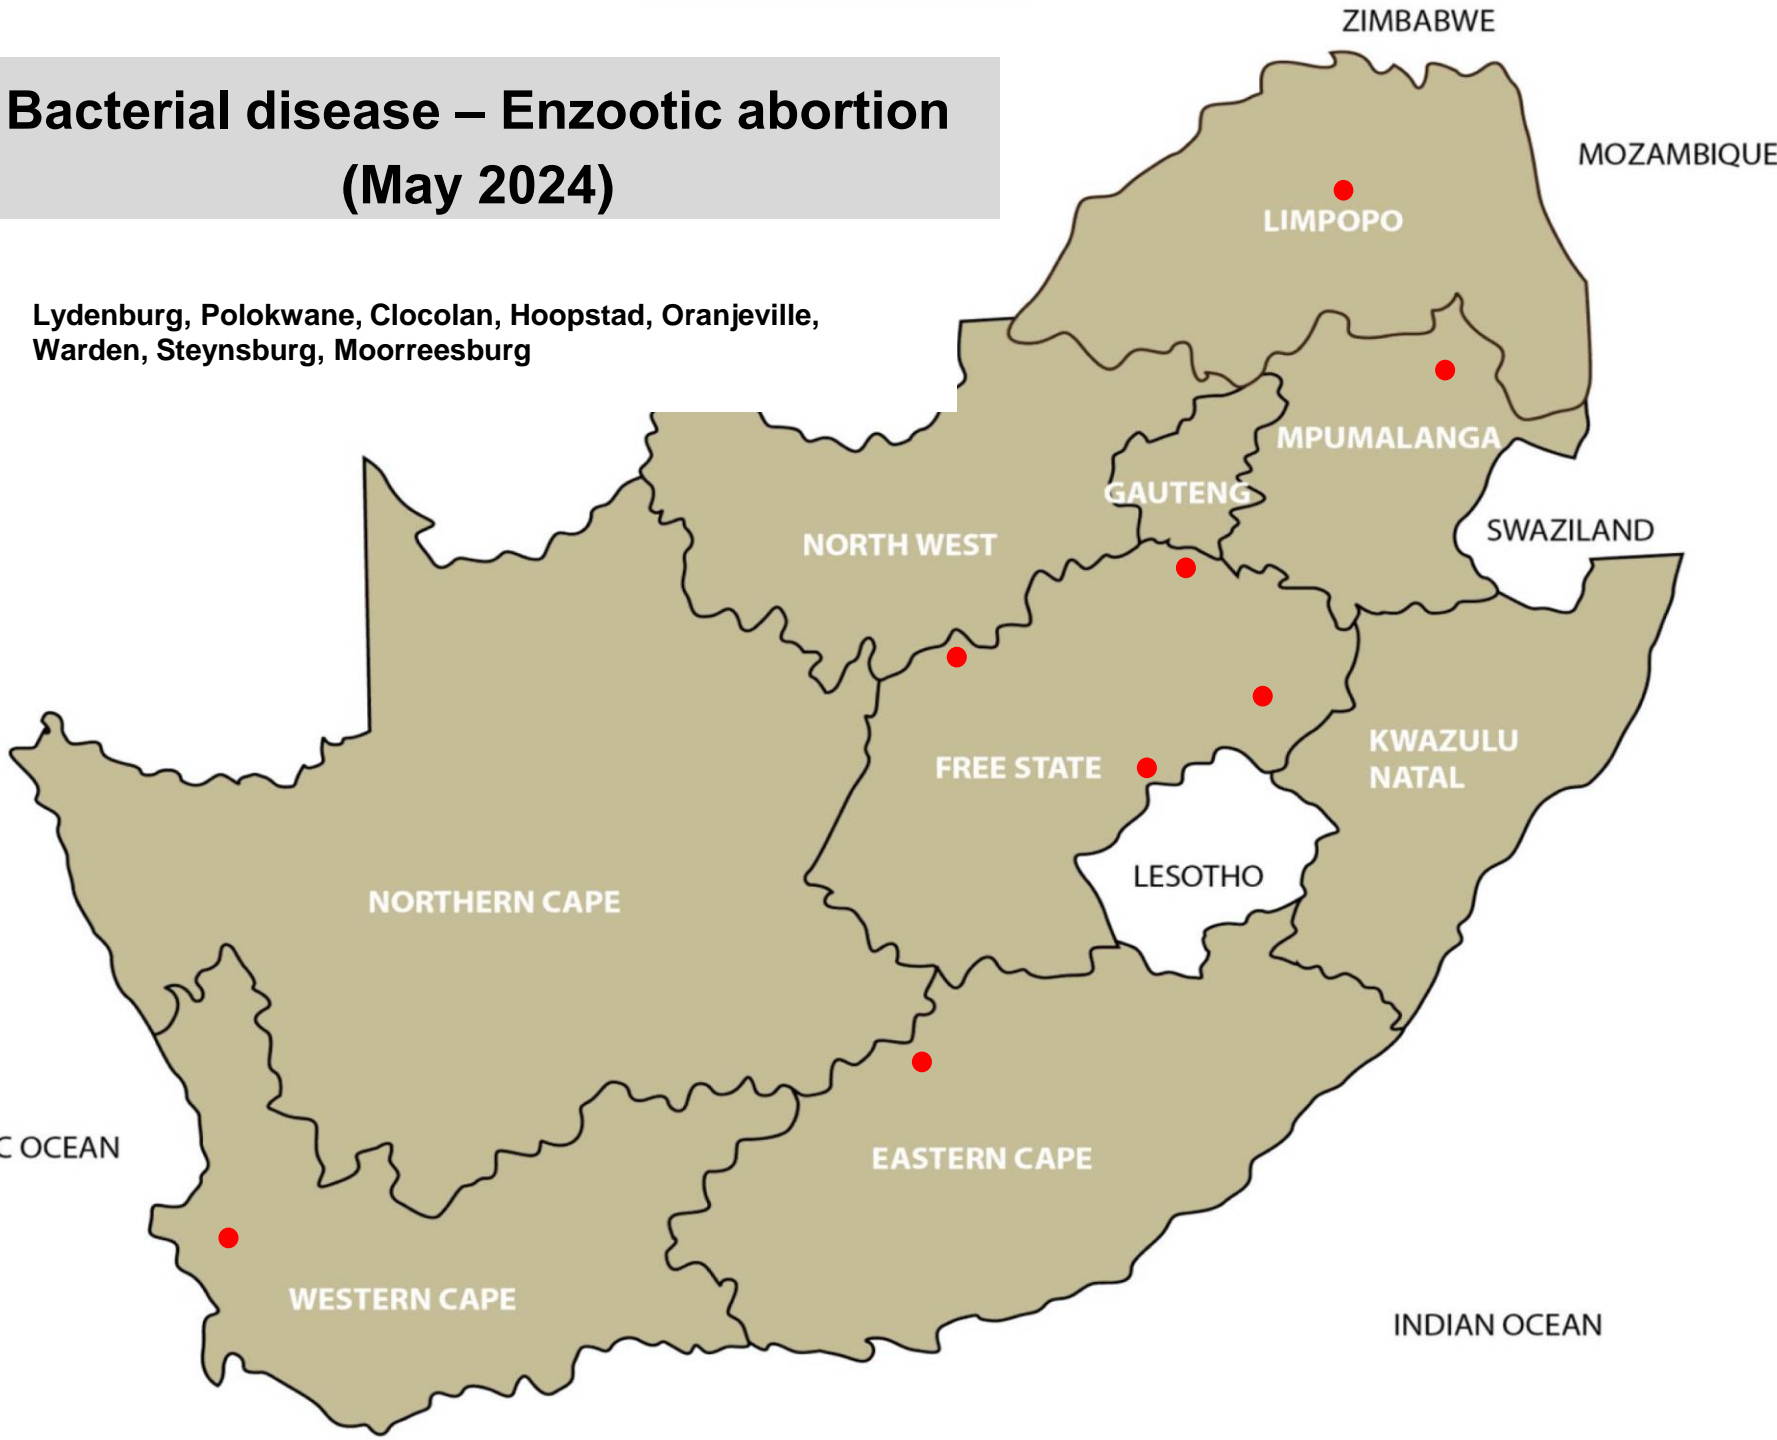 ZIMBABWE
Bacterial disease – Enzootic abortion
(May 2024)
MOZAMBIQUE
LIMPOPO
Lydenburg, Polokwane, Clocolan, Hoopstad, Oranjeville,
Warden, Steynsburg, Moorreesburg
MPUMALANGA
GAUTENG
SWAZILAND
NORTH WEST
KWAZULU
NATAL
FREE STATE
LESOTHO
NORTHERN CAPE
C OCEAN
EASTERN CAPE
WESTERN CAPE
INDIAN OCEAN